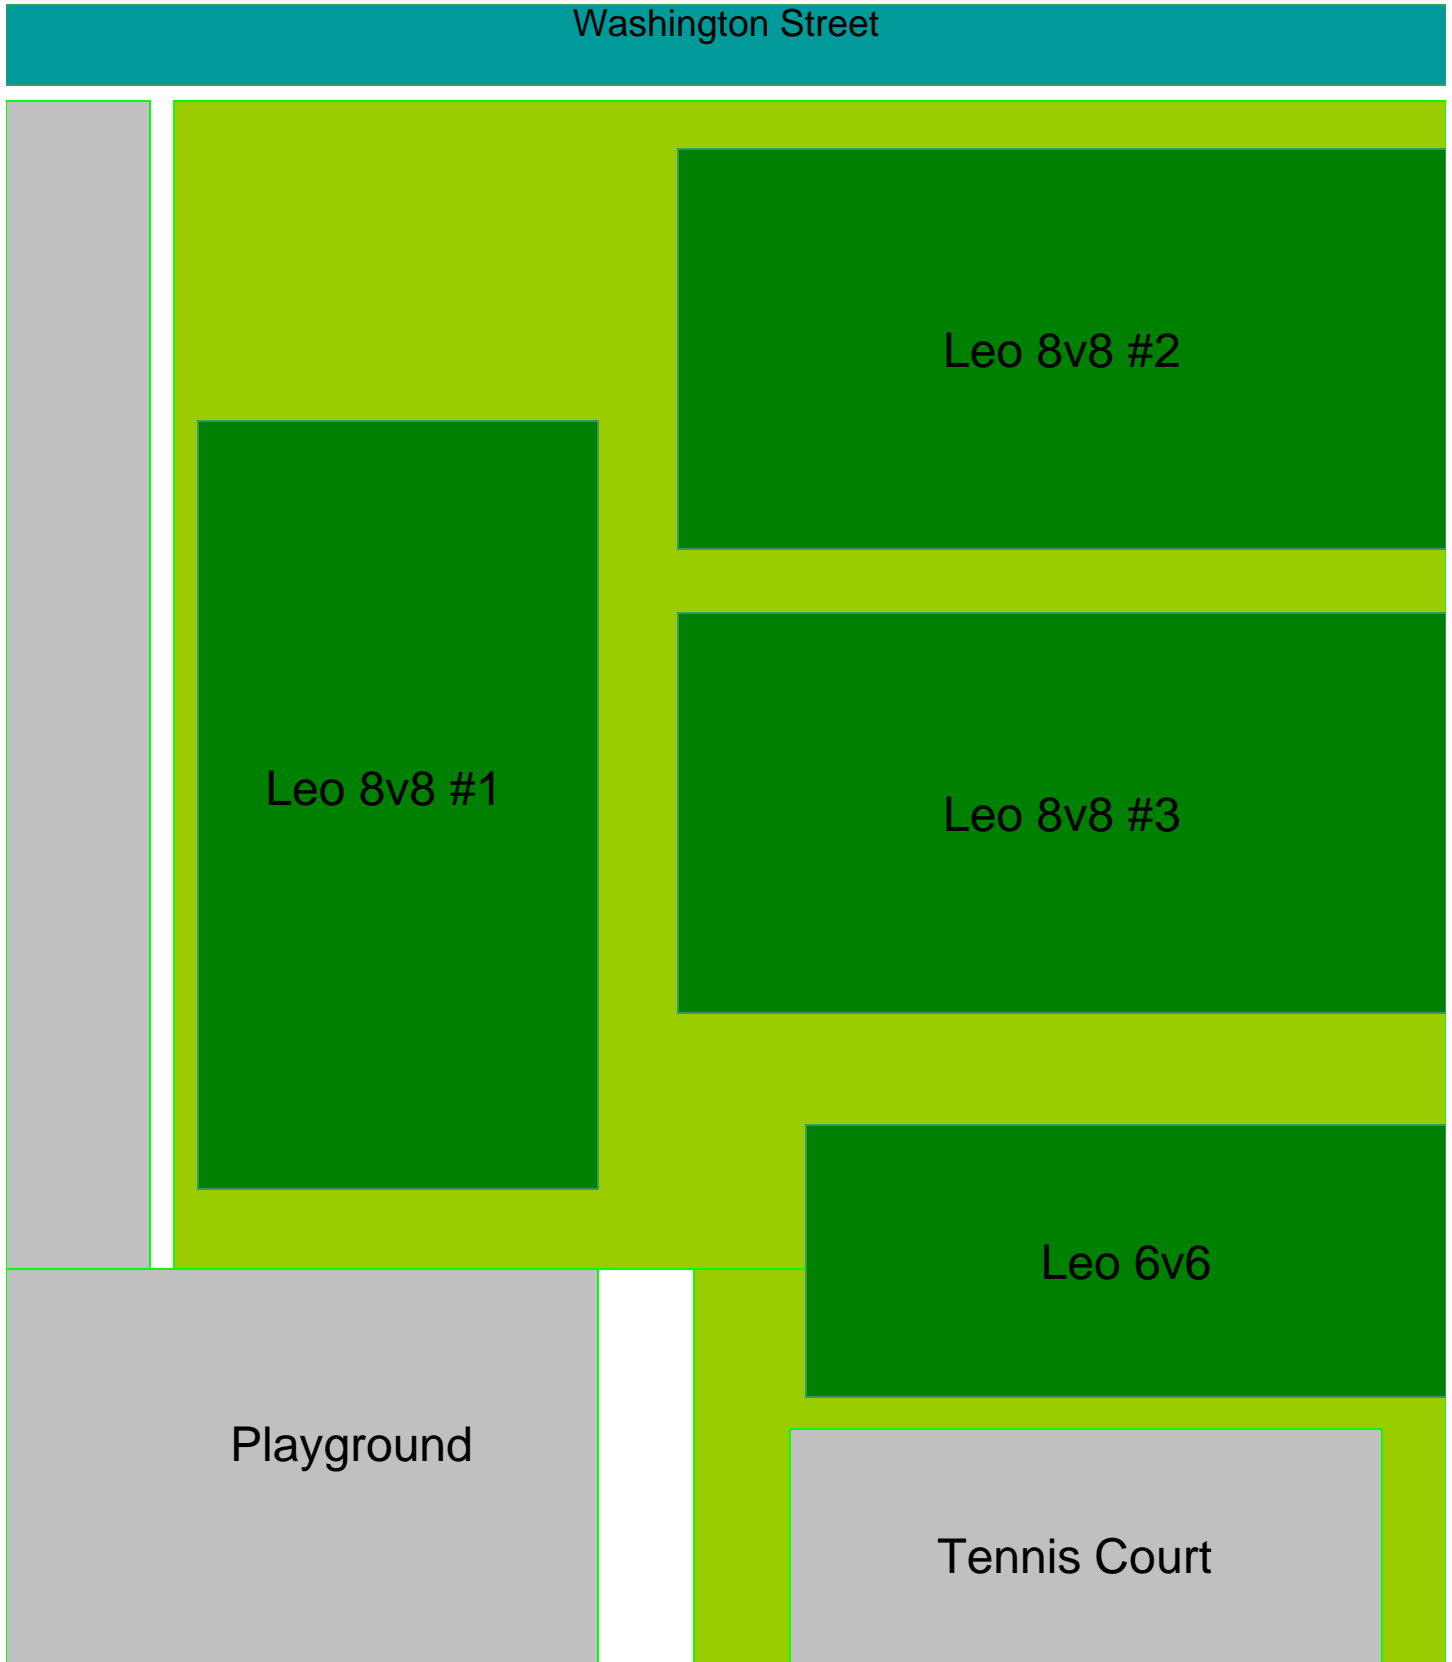 Washington Street
Leo 8v8 #2
Leo 8v8 #1
Leo 8v8 #3
Leo 6v6
Playground
Tennis Court